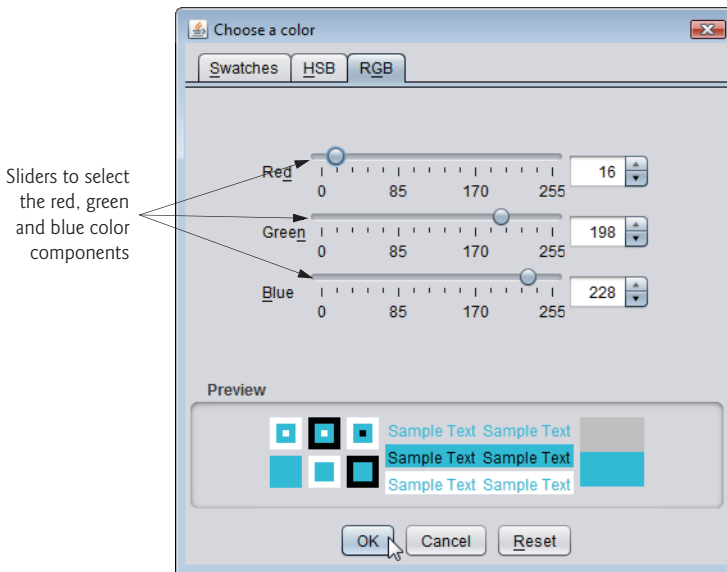 Choose a color
Swatches HSB RGB
Sliders to select
the red, green
and blue color
components
Red 16
0 85 170 255
Green 198
0 85 170 255
Blue 228
0 85 170 255
Preview
Sample Text Sample Text
Sample Text Sample Text
Sample Text Sample Text
OK Cancel Reset